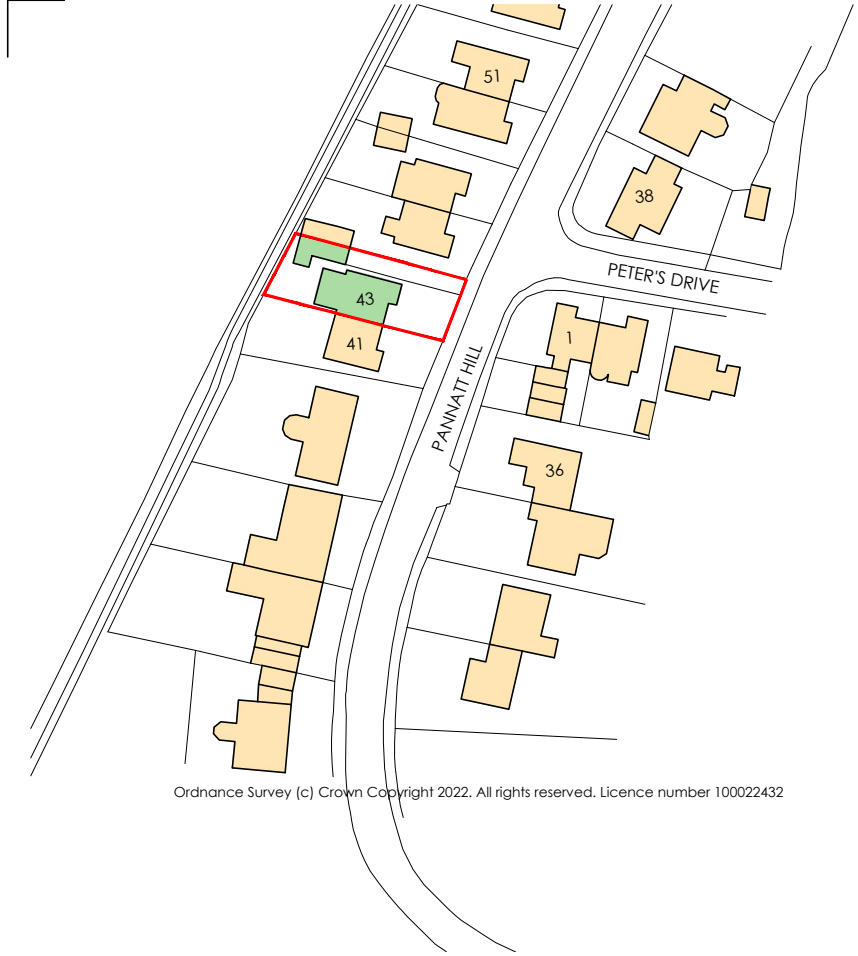 51
38
PETER'S DRIVE
43
1
41
PANNATT HILL
36
Ordnance Survey (c) Crown Copyright 2022. All rights reserved. Licence number 100022432